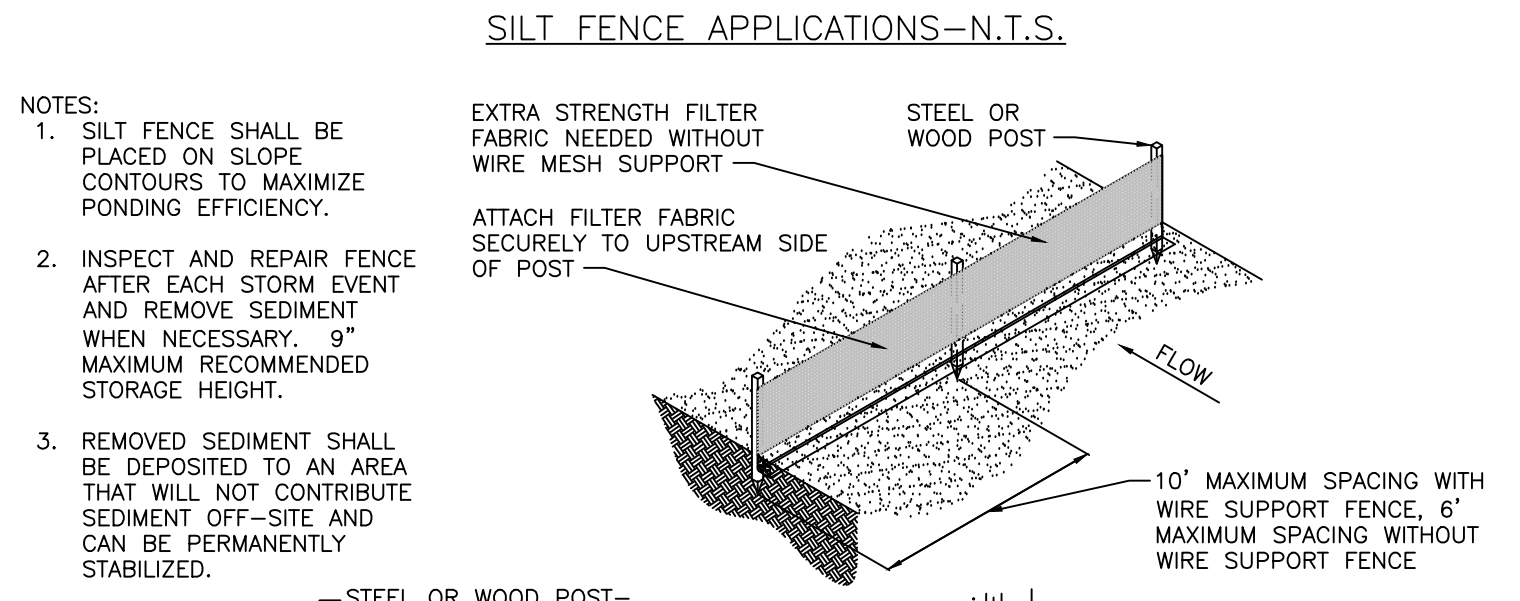 SILT FENCE APPLICATIONS-N.T.S.
NOTES:
1. SILT FENCE SHALL BE
PLACED ON SLOPE
CONTOURS TO MAXIMIZE
PONDING EFFICIENCY.
2. INSPECT AND REPAIR FENCE
AFTER EACH STORM EVENT
AND REMOVE SEDIMENT
WHEN NECESSARY. 9"
MAXIMUM RECOMMENDED
STORAGE HEIGHT.
3. REMOVED SEDIMENT SHALL
BE DEPOSITED TO AN AREA
THAT WILL NOT CONTRIBUTE
SEDIMENT OFF-SITE AND
CAN BE PERMANENTLY
STABILIZED.
EXTRA STRENGTH FILTER
FABRIC NEEDED WITHOUT
WIRE MESH SUPPORT
ATTACH FILTER FABRIC
SECURELY TO UPSTREAM SIDE
OF POST
STEEL OR
WOOD POST
FLOW
10' MAXIMUM SPACING WITH
WIRE SUPPORT FENCE, 6'
MAXIMUM SPACING WITHOUT
WIRE SUPPORT FENCE
STEEL OR WOOD POST